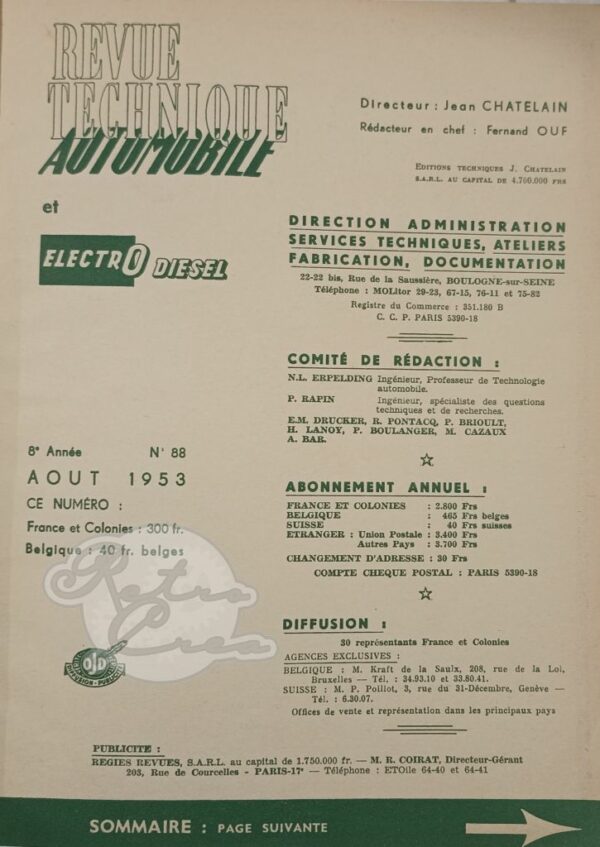 REVUE
TECHNIQUE
AUTOMOBILE
et
ELECTRO DIESEL
8e Année N° 88
AOUT 1953
CE NUMÉRO :
France et Colonies : 300 fr.
Belgique : 40 fr. belges
Retro
Crea
OJD
DIFFUSION-PUBLICITÉ
Directeur : Jean CHATELAIN
Rédacteur en chef : Fernand OUF
EDITIONS TECHNIQUES J. CHATELAIN
S.A.R.L. AU CAPITAL DE 4.700.000 FRS
DIRECTION ADMINISTRATION
SERVICES TECHNIQUES, ATELIERS
FABRICATION, DOCUMENTATION
22-22 bis, Rue de la Saussière, BOULOGNE-sur-SEINE
Téléphone : MOLitor 29-23, 67-15, 76-11 et 75-82
Registre du Commerce : 351.180 B
C. C. P. PARIS 5390-18
COMITÉ DE RÉDACTION :
N.L. ERPELDING Ingénieur, Professeur de Technologie
automobile.
P. RAPIN Ingénieur, spécialiste des questions
techniques et de recherches.
E.M. DRUCKER, R. PONTACQ, P. BRIOULT,
H. LANOY, P. BOULANGER, M. CAZAUX
A. BAR.
ABONNEMENT ANNUEL :
FRANCE ET COLONIES : 2.800 Frs
BELGIQUE : 465 Frs belges
SUISSE : 40 Frs suisses
ETRANGER : Union Postale : 3.400 Frs
Autres Pays : 3.700 Frs
CHANGEMENT D'ADRESSE : 30 Frs
COMPTE CHEQUE POSTAL : PARIS 5390-18
DIFFUSION :
30 représentants France et Colonies
AGENCES EXCLUSIVES :
BELGIQUE : M. Kraft de la Saulx, 208, rue de la Loi,
Bruxelles — Tél. : 34.93.10 et 33.80.41.
SUISSE : M. P. Poillot, 3, rue du 31-Décembre, Genève —
Tél. : 6.30.07.
Offices de vente et représentation dans les principaux pays
PUBLICITE :
REGIES REVUES, S.A.R.L. au capital de 1.750.000 fr. — M. R. COIRAT, Directeur-Gérant
203, Rue de Courcelles - PARIS-17e — Téléphone : ETOile 64-40 et 64-41
SOMMAIRE : PAGE SUIVANTE